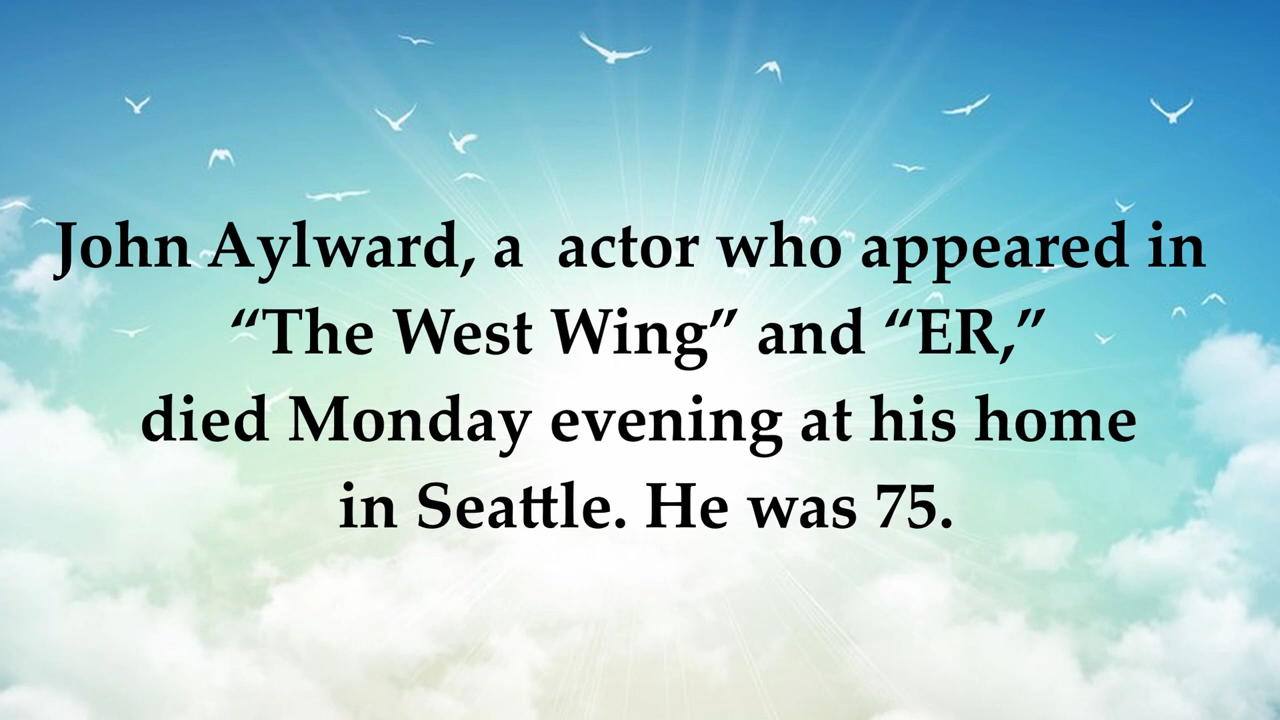 John Aylward, a  actor who appeared in
“The West Wing” and “ER,”
died Monday evening at his home
in Seattle. He was 75.